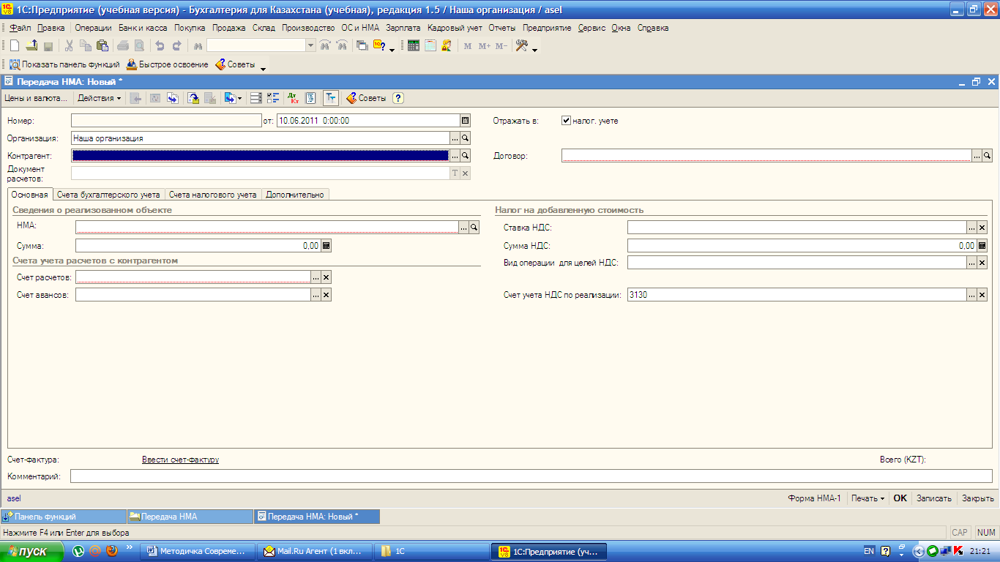 1С:Предприятие (учебная версия) - Бухгалтерия для Казахстана (учебная), редакция 1.5 / Наша организация / asel
Файл Правка Операции Банк и касса Покупка Продажа Склад Производство ОС и НМА Зарплата Кадровый учет Отчеты Предприятие Сервис Окна Справка
M M+ M-
Показать панель функций Быстрое освоение Советы
Передача НМА: Новый *
Цены и валюта... Действия Дт Кт Советы
Номер: от: 10.06.2011 0:00:00 Отражать в: налог. учете
Организация: Наша организация
Контрагент: Договор:
Документ
расчетов:
Основная Счета бухгалтерского учета Счета налогового учета Дополнительно
Сведения о реализованном объекте Налог на добавленную стоимость
НМА: Ставка НДС:
Сумма: 0,00 Сумма НДС: 0,00
Счета учета расчетов с контрагентом Вид операции для целей НДС:
Счет расчетов:
Счет авансов: Счет учета НДС по реализации: 3130
Счет-фактура: Ввести счет-фактуру Всего (KZT):
Комментарий:
asel Форма НМА-1 Печать OK Записать Закрыть
Панель функций Передача НМА Передача НМА: Новый *
Нажмите F4 или Enter для выбора CAP NUM
пуск Методичка Совреме... Mail.Ru Агент (1 вкл... 1С 1С:Предприятие (уч... EN 21:21